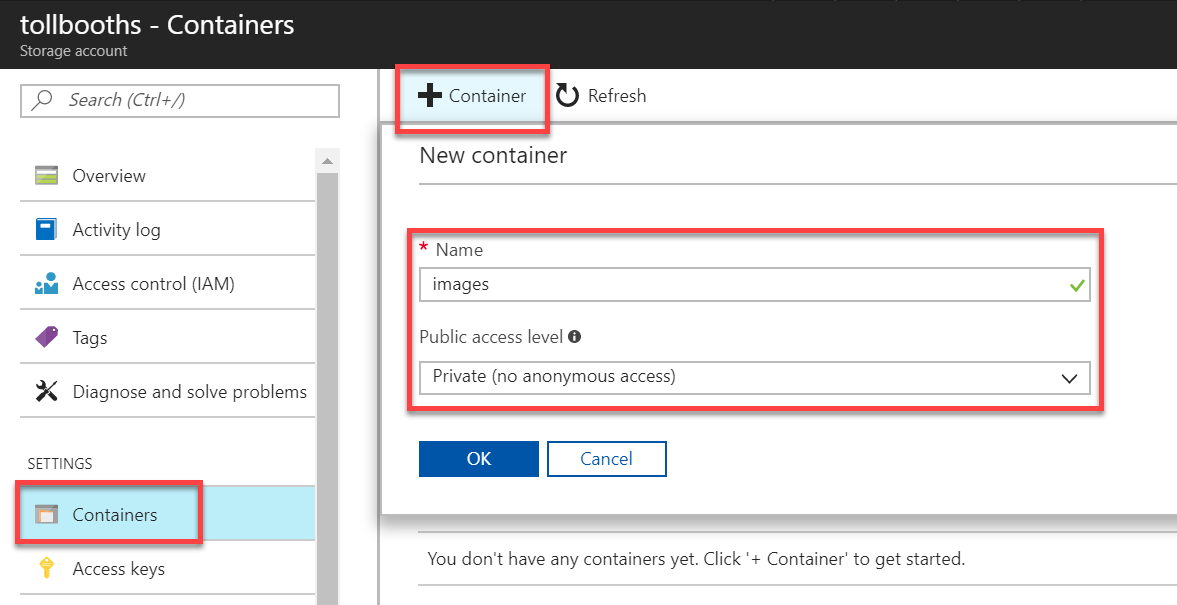 tollbooths - Containers
Storage account
Search (Ctrl+/)
Overview
Activity log
Access control (IAM)
Tags
Diagnose and solve problems
SETTINGS
Containers
Access keys
Container
Refresh
New container
* Name
images
Public access level
Private (no anonymous access)
OK
Cancel
You don't have any containers yet. Click '+ Container' to get started.